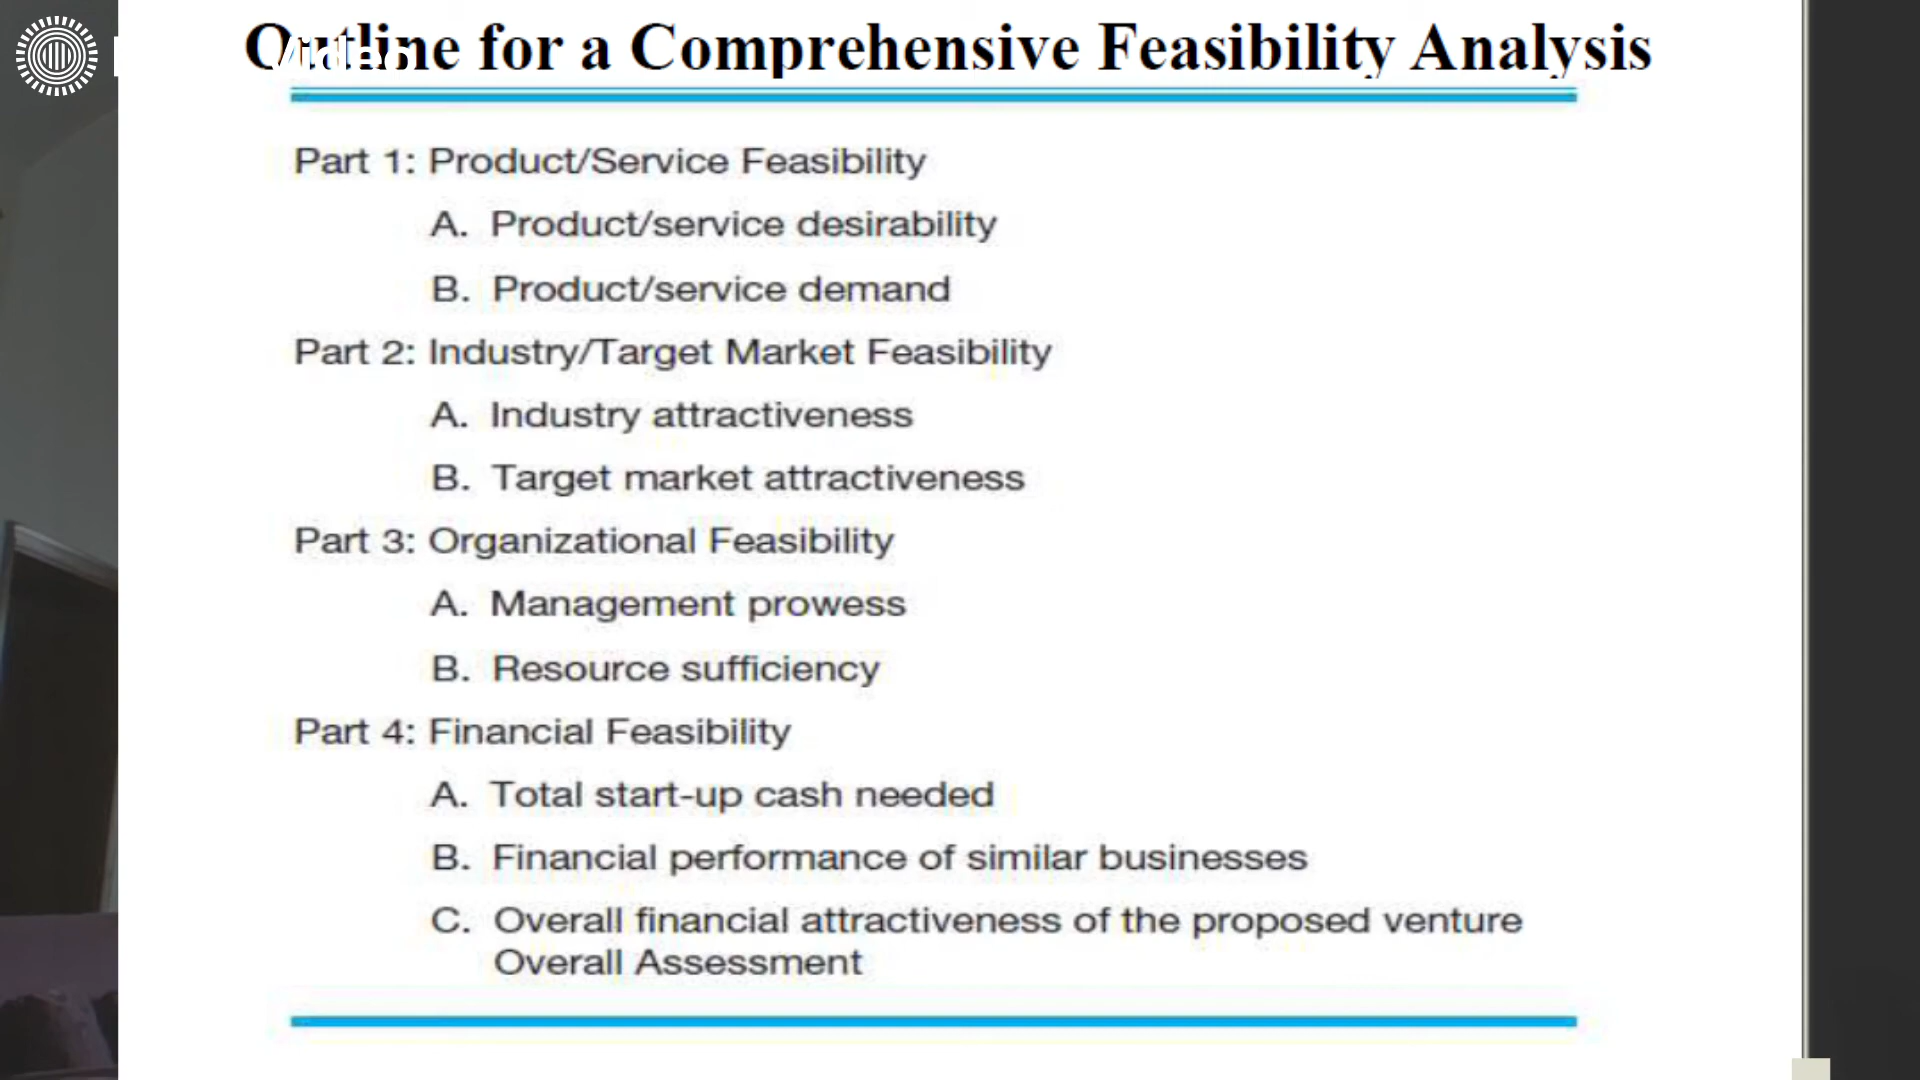 Outline for a Comprehensive Feasibility Analysis
Video
Part 1: Product/Service Feasibility
A. Product/service desirability
B. Product/service demand
Part 2: Industry/Target Market Feasibility
A. Industry attractiveness
B. Target market attractiveness
Part 3: Organizational Feasibility
A. Management prowess
B. Resource sufficiency
Part 4: Financial Feasibility
A. Total start-up cash needed
B. Financial performance of similar businesses
C. Overall financial attractiveness of the proposed venture
Overall Assessment